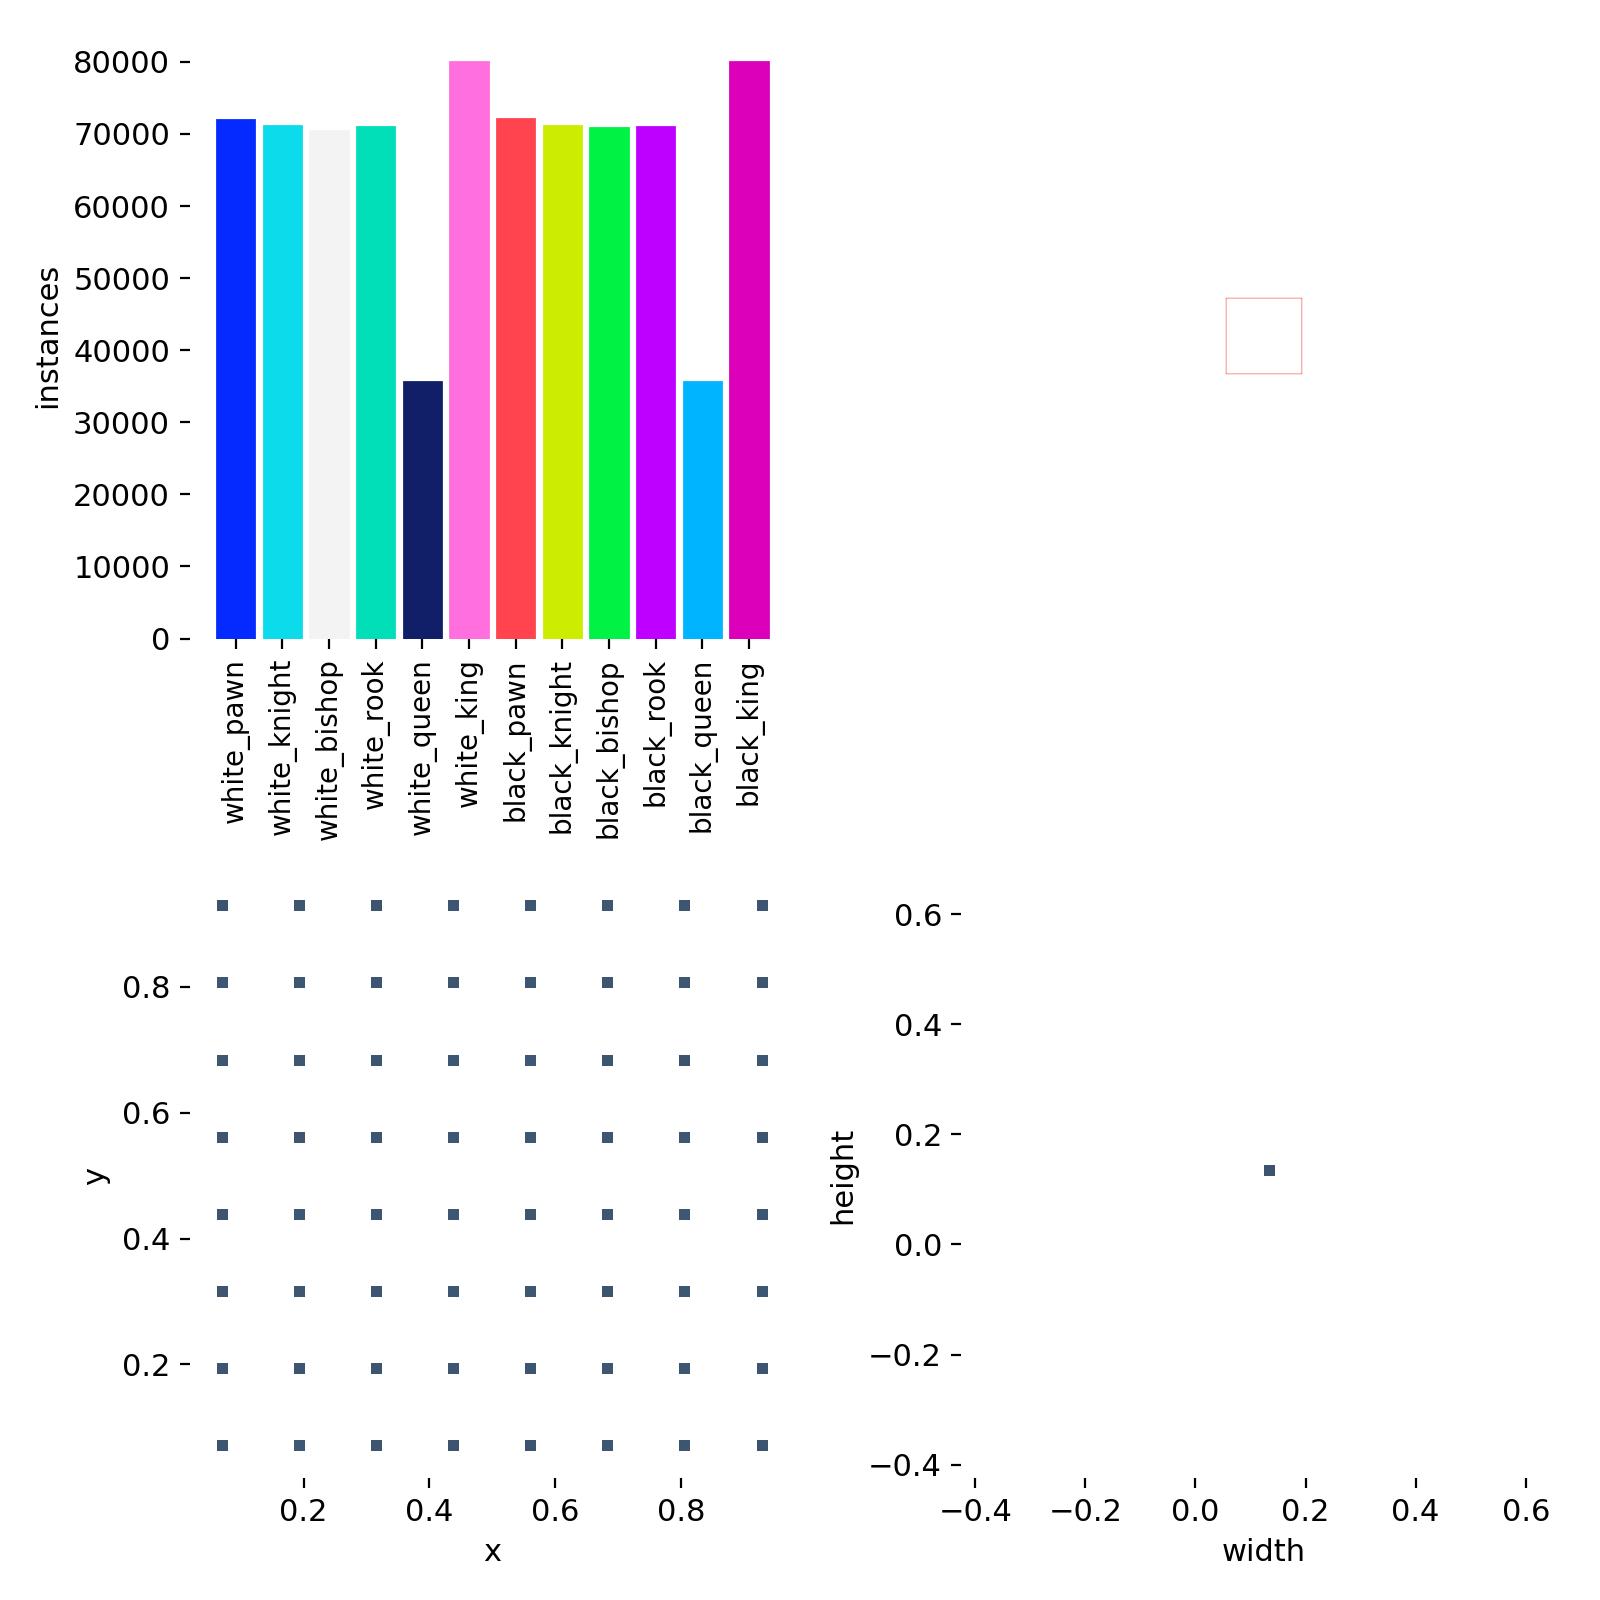 80000
70000
60000
50000
40000
30000
20000
10000
0
instances
white_pawn
white_knight
white_bishop
white_rook
white_queen
white_king
black_pawn
black_knight
black_bishop
black_rook
black_queen
black_king
0.8
0.6
0.4
0.2
y
0.2 0.4 0.6 0.8
x
0.6
0.4
0.2
0.0
−0.2
−0.4
height
−0.4 −0.2 0.0 0.2 0.4 0.6
width